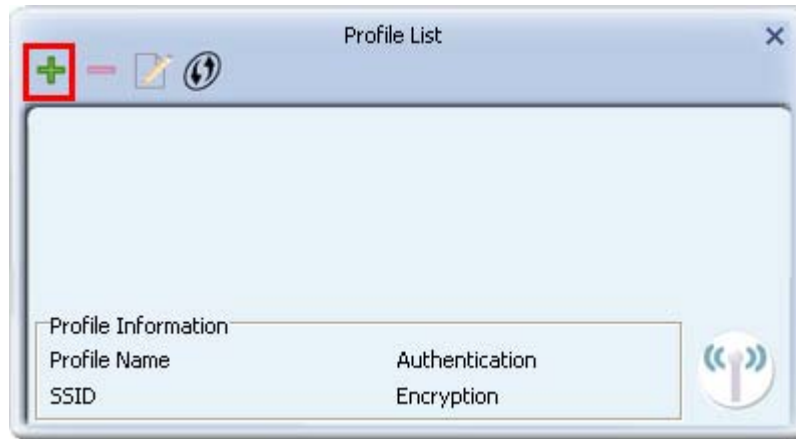 Profile List
Profile Information
Profile Name Authentication
SSID Encryption